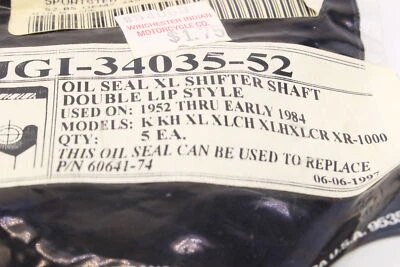 SPORTSTER
WINCHESTER INDIAN
MOTORCYCLE CO.
$1.75
JGI-34035-52
OIL SEAL XL SHIFTER SHAFT
DOUBLE LIP STYLE
USED ON: 1952 THRU EARLY 1984
MODELS: K KH XL XLCH XLHXLCR XR-1000
QTY: 5 EA.
THIS OIL SEAL CAN BE USED TO REPLACE
P/N 60641-74
06-06-1997
U.S.A.